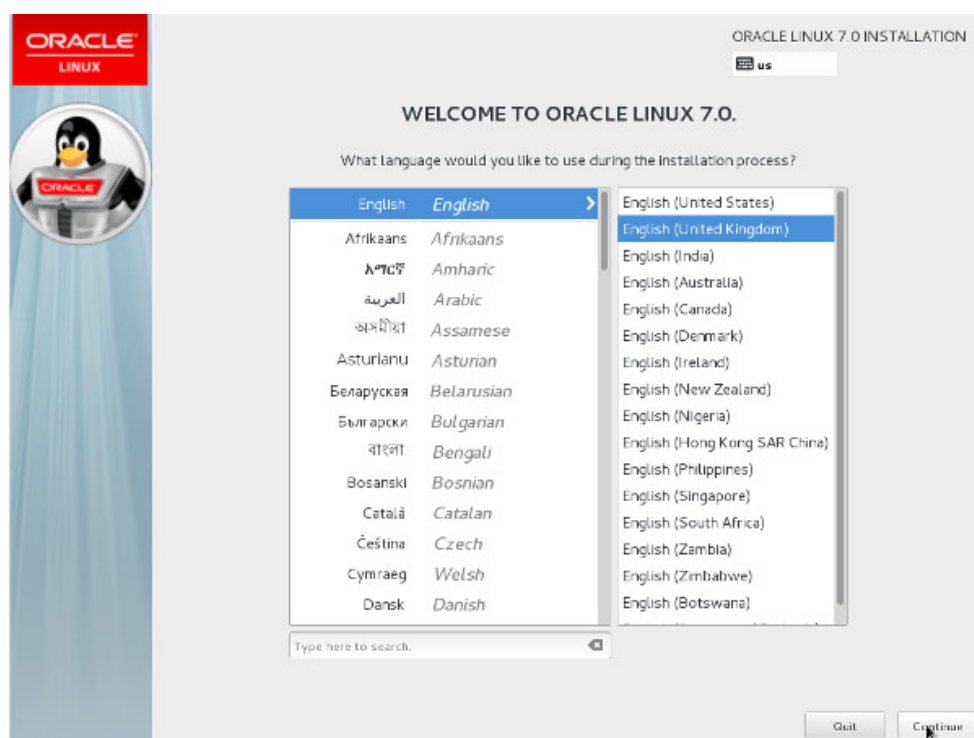 ORACLE
LINUX
ORACLE
ORACLE LINUX 7.0 INSTALLATION
us
WELCOME TO ORACLE LINUX 7.0.
What language would you like to use during the installation process?
English English
Afrikaans Afrikaans
አማርኛ Amharic
العربية Arabic
অসমীয়া Assamese
Asturianu Asturian
Беларуская Belarusian
Български Bulgarian
বাংলা Bengali
Bosanski Bosnian
Català Catalan
Čeština Czech
Cymraeg Welsh
Dansk Danish
English (United States)
English (United Kingdom)
English (India)
English (Australia)
English (Canada)
English (Denmark)
English (Ireland)
English (New Zealand)
English (Nigeria)
English (Hong Kong SAR China)
English (Philippines)
English (Singapore)
English (South Africa)
English (Zambia)
English (Zimbabwe)
English (Botswana)
Type here to search.
Quit
Continue